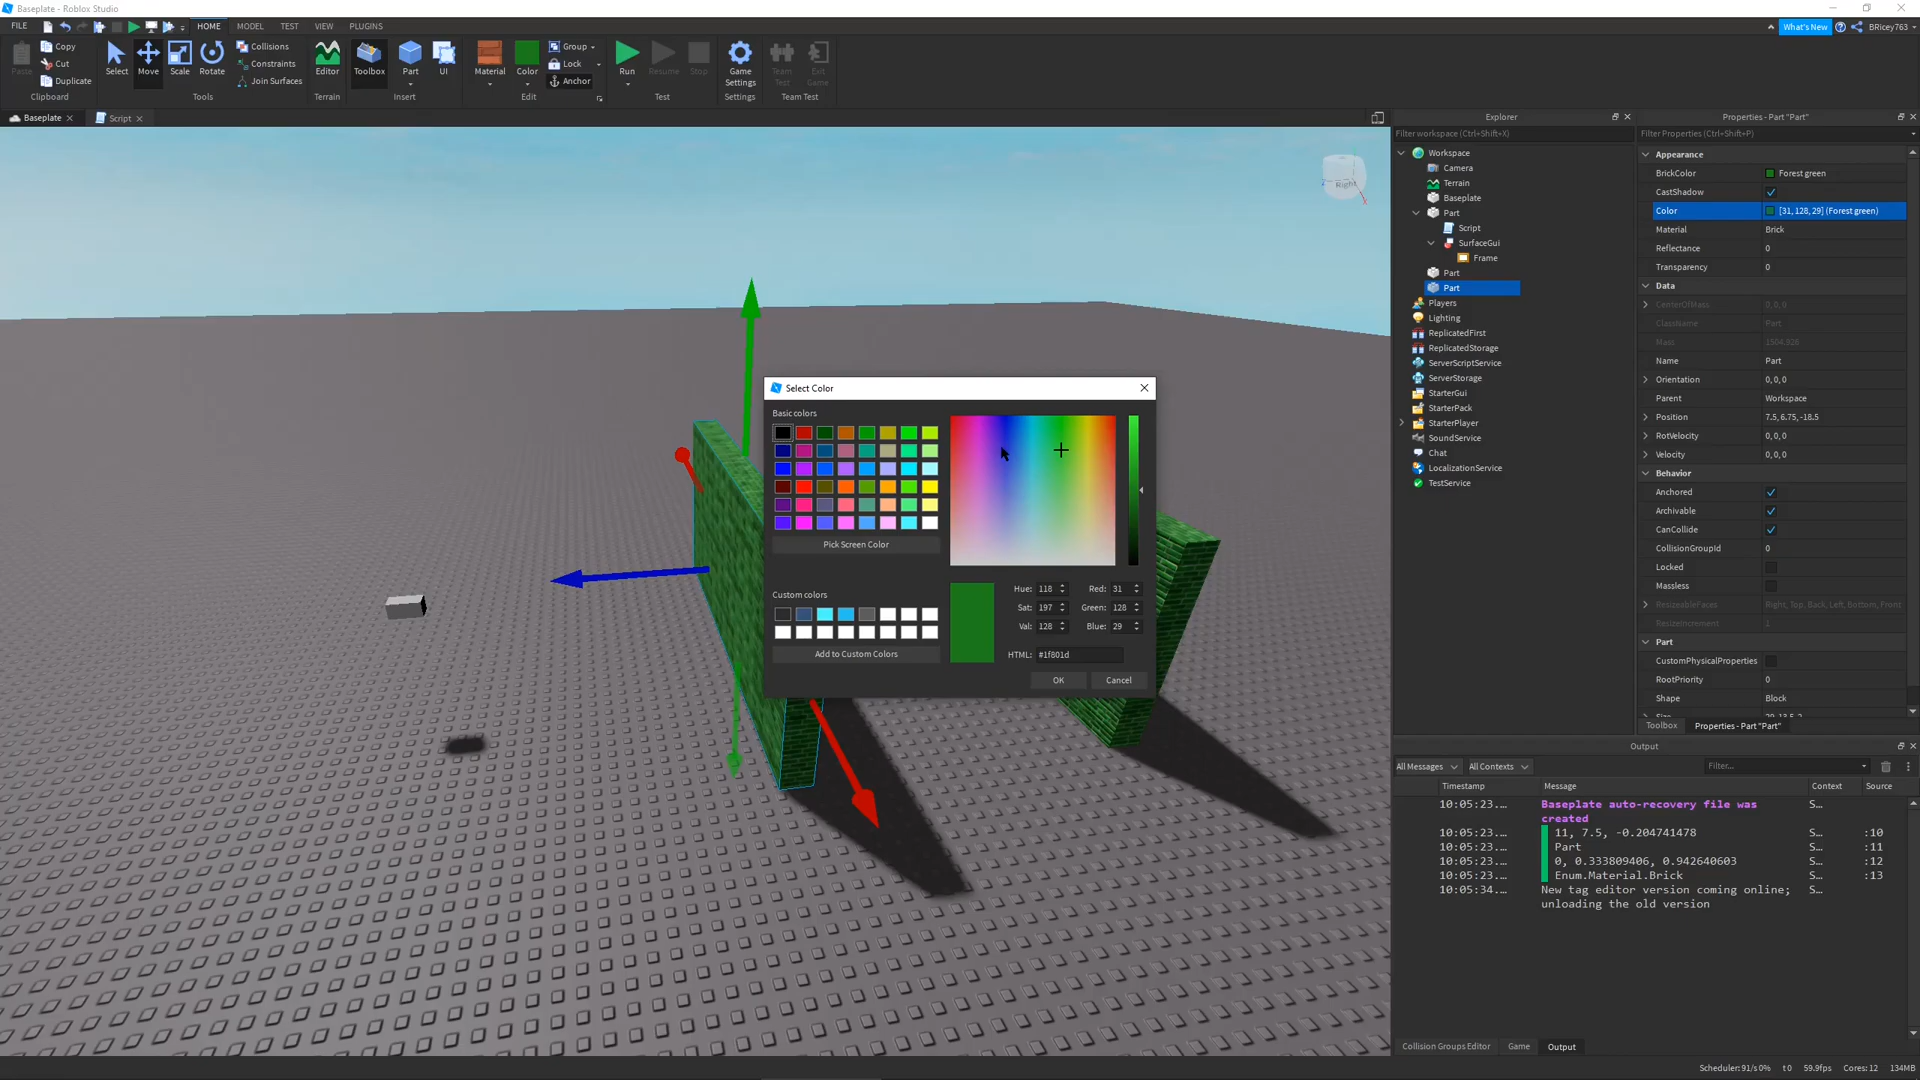 Baseplate - Roblox Studio
FILE HOME MODEL TEST VIEW PLUGINS What's New BRicey763
Paste Copy Cut Duplicate Clipboard
Select Move Scale Rotate Collisions Constraints Join Surfaces Tools
Editor Terrain
Toolbox Part UI Insert
Material Color Group Lock Anchor Edit
Run Resume Stop Test
Game Settings Settings
Team Test Exit Game Team Test
Baseplate Script
Right
Select Color
Basic colors
Pick Screen Color
Custom colors
Add to Custom Colors
Hue: 118 Red: 31
Sat: 197 Green: 128
Val: 128 Blue: 29
HTML: #1f801d
OK Cancel
Explorer
Filter workspace (Ctrl+Shift+X)
Workspace
Camera
Terrain
Baseplate
Part
Script
SurfaceGui
Frame
Part
Part
Players
Lighting
ReplicatedFirst
ReplicatedStorage
ServerScriptService
ServerStorage
StarterGui
StarterPack
StarterPlayer
SoundService
Chat
LocalizationService
TestService
Properties - Part "Part"
Filter Properties (Ctrl+Shift+P)
Appearance
BrickColor Forest green
CastShadow
Color [31, 128, 29] (Forest green)
Material Brick
Reflectance 0
Transparency 0
Data
CenterOfMass 0, 0, 0
ClassName Part
Mass 1504.926
Name Part
Orientation 0, 0, 0
Parent Workspace
Position 7.5, 6.75, -18.5
RotVelocity 0, 0, 0
Velocity 0, 0, 0
Behavior
Anchored
Archivable
CanCollide
CollisionGroupId 0
Locked
Massless
ResizeableFaces Right, Top, Back, Left, Bottom, Front
ResizeIncrement 1
Part
CustomPhysicalProperties
RootPriority 0
Shape Block
Toolbox Properties - Part "Part"
Output
All Messages All Contexts Filter...
Timestamp Message Context Source
10:05:23.... Baseplate auto-recovery file was created S...
10:05:23.... 11, 7.5, -0.204741478 S... :10
10:05:23.... Part S... :11
10:05:23.... 0, 0.333809406, 0.942640603 S... :12
10:05:23.... Enum.Material.Brick S... :13
10:05:34.... New tag editor version coming online; S...
unloading the old version
Collision Groups Editor Game Output
Scheduler: 91/s 0% t 0 59.9fps Cores: 12 134MB